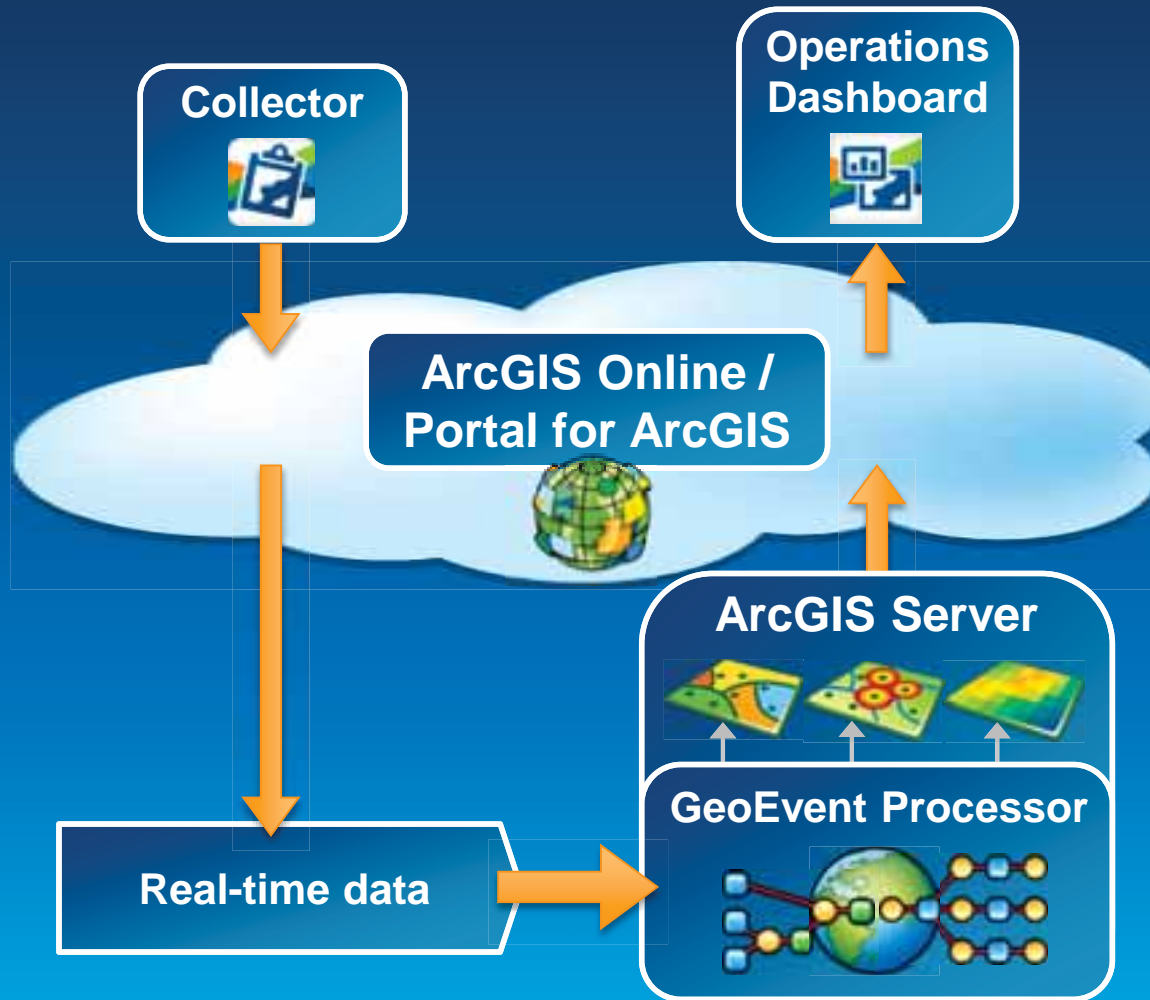 Collector
Operations
Dashboard
ArcGIS Online /
Portal for ArcGIS
ArcGIS Server
GeoEvent Processor
Real-time data